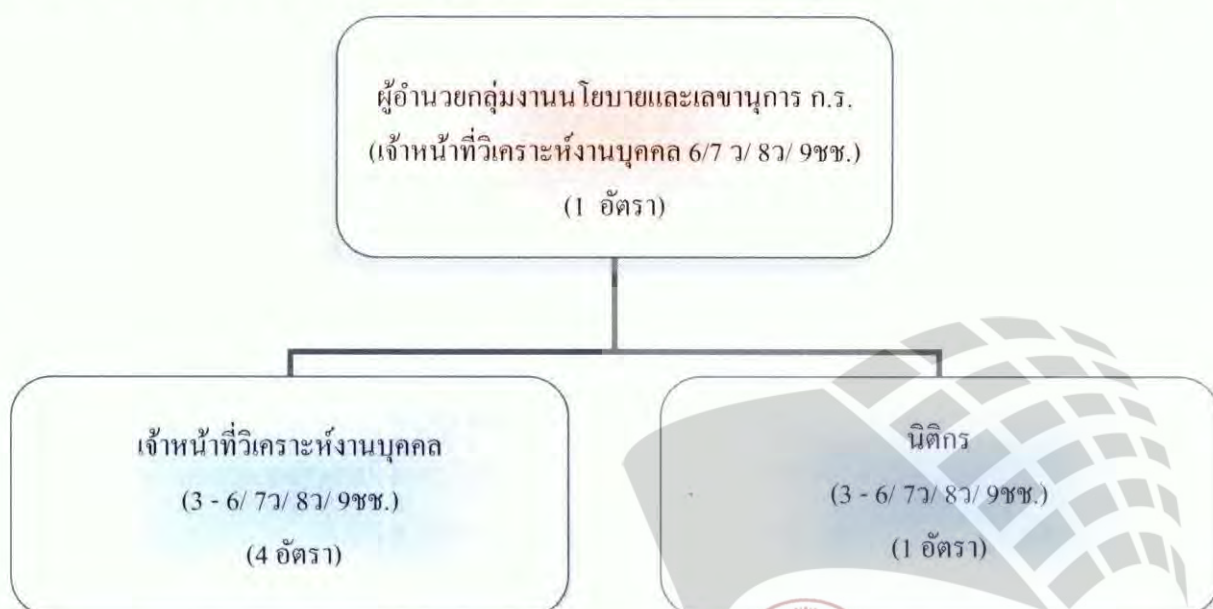 ผู้อำนวยกลุ่มงานนโยบายและเลขานุการ ก.ร.
(เจ้าหน้าที่วิเคราะห์งานบุคคล 6/7 ว/ 8ว/ 9ชช.)
(1 อัตรา)
เจ้าหน้าที่วิเคราะห์งานบุคคล
(3 - 6/ 7ว/ 8ว/ 9ชช.)
(4 อัตรา)
นิติกร
(3 - 6/ 7ว/ 8ว/ 9ชช.)
(1 อัตรา)